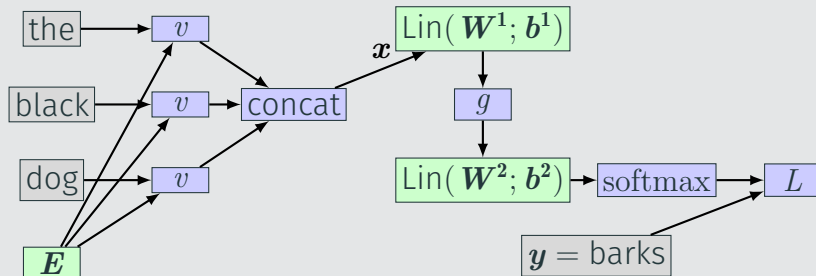 the
v
Lin(W¹; b¹)
x
black
v
concat
g
dog
v
Lin(W²; b²)
softmax
L
E
y = barks